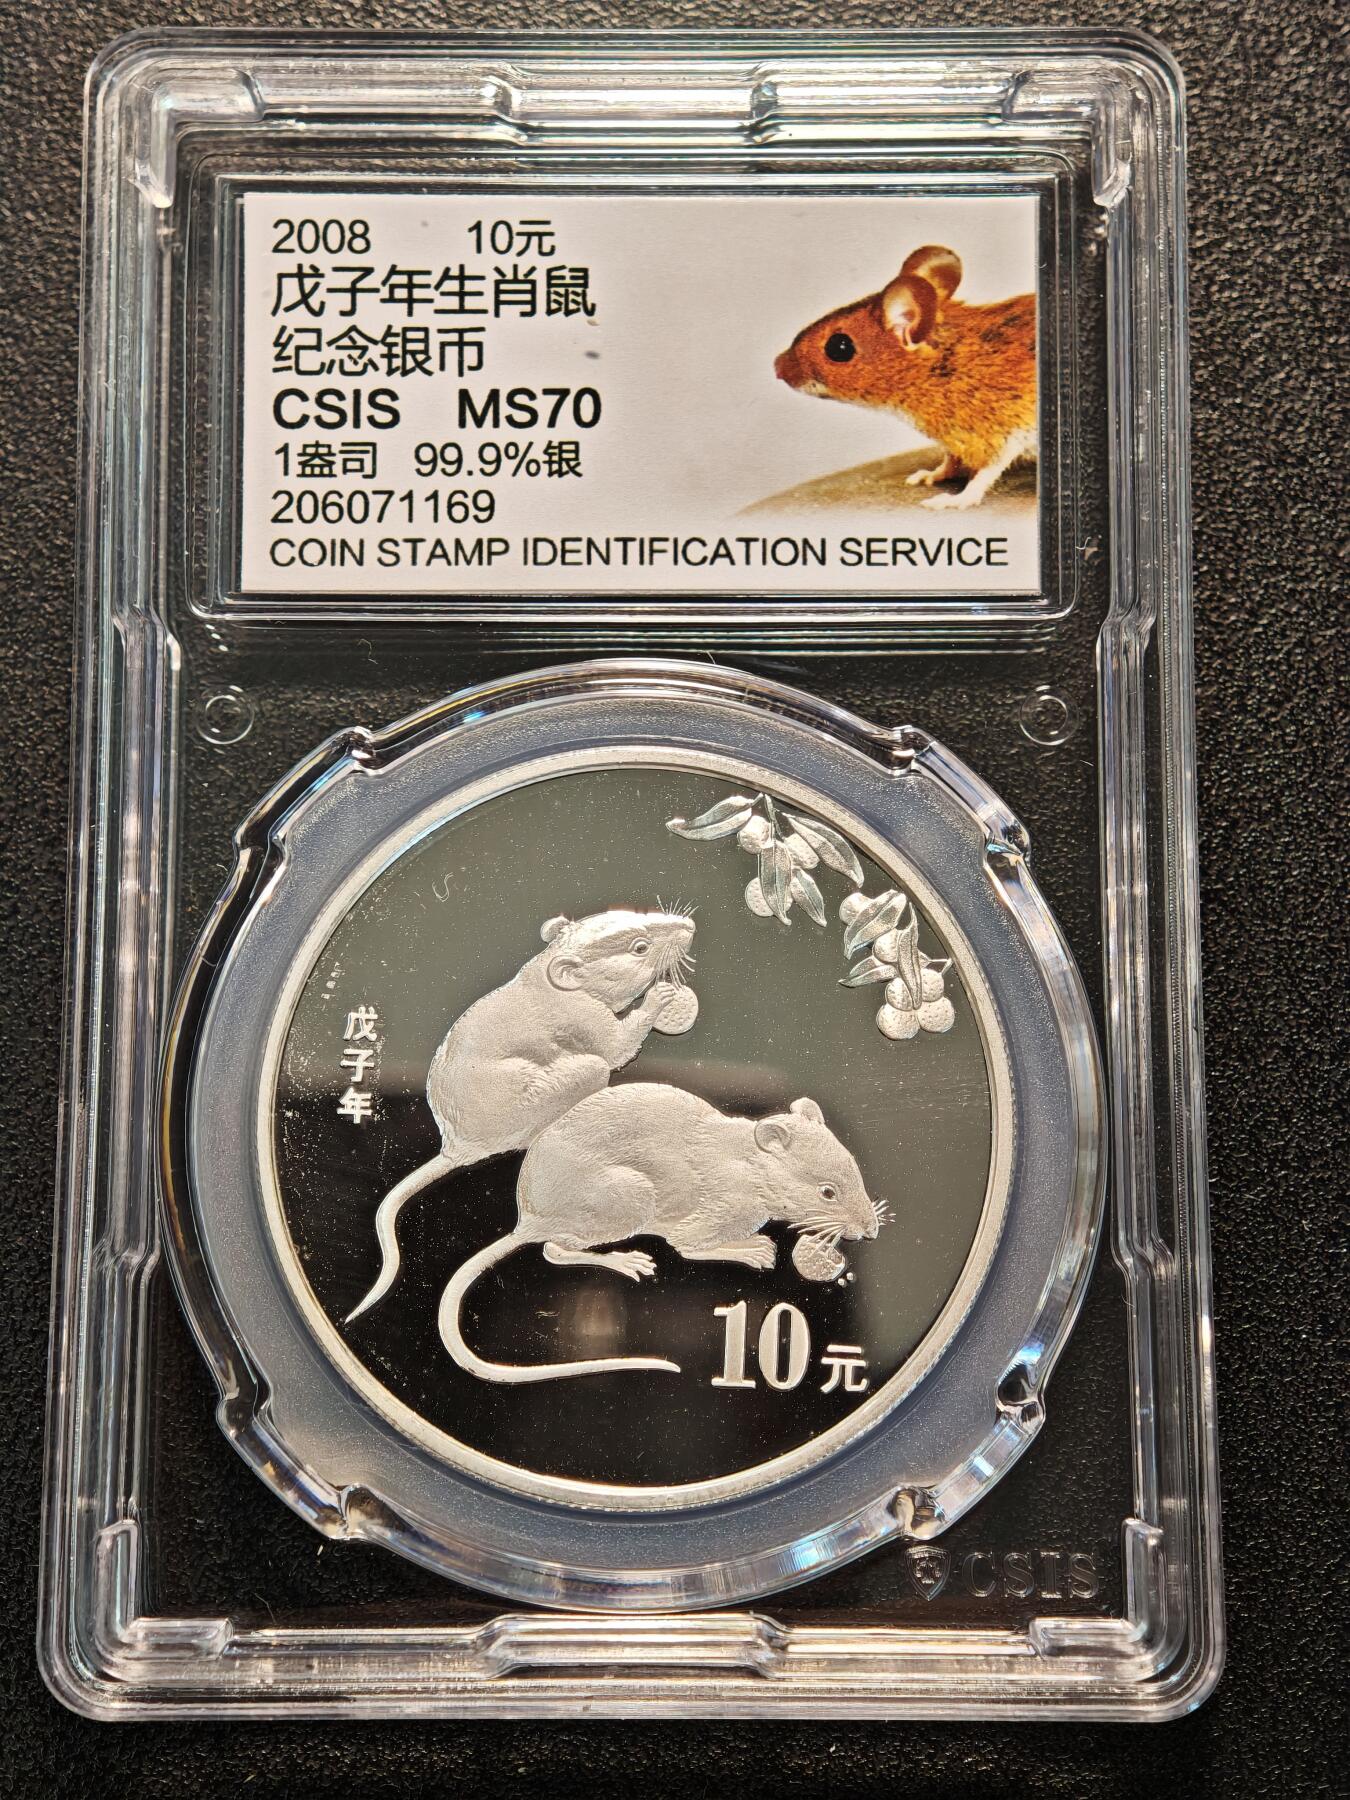 2008 10元
戊子年生肖鼠
纪念银币
CSIS MS70
1盎司 99.9%银
206071169
COIN STAMP IDENTIFICATION SERVICE
戊子年
10元
CSIS